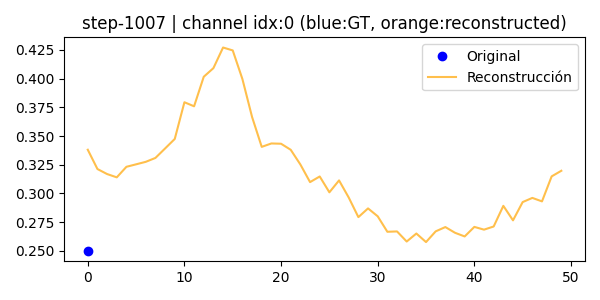 step-1007 | channel idx:0 (blue:GT, orange:reconstructed)
Original
Reconstrucción
0.425
0.400
0.375
0.350
0.325
0.300
0.275
0.250
0 10 20 30 40 50